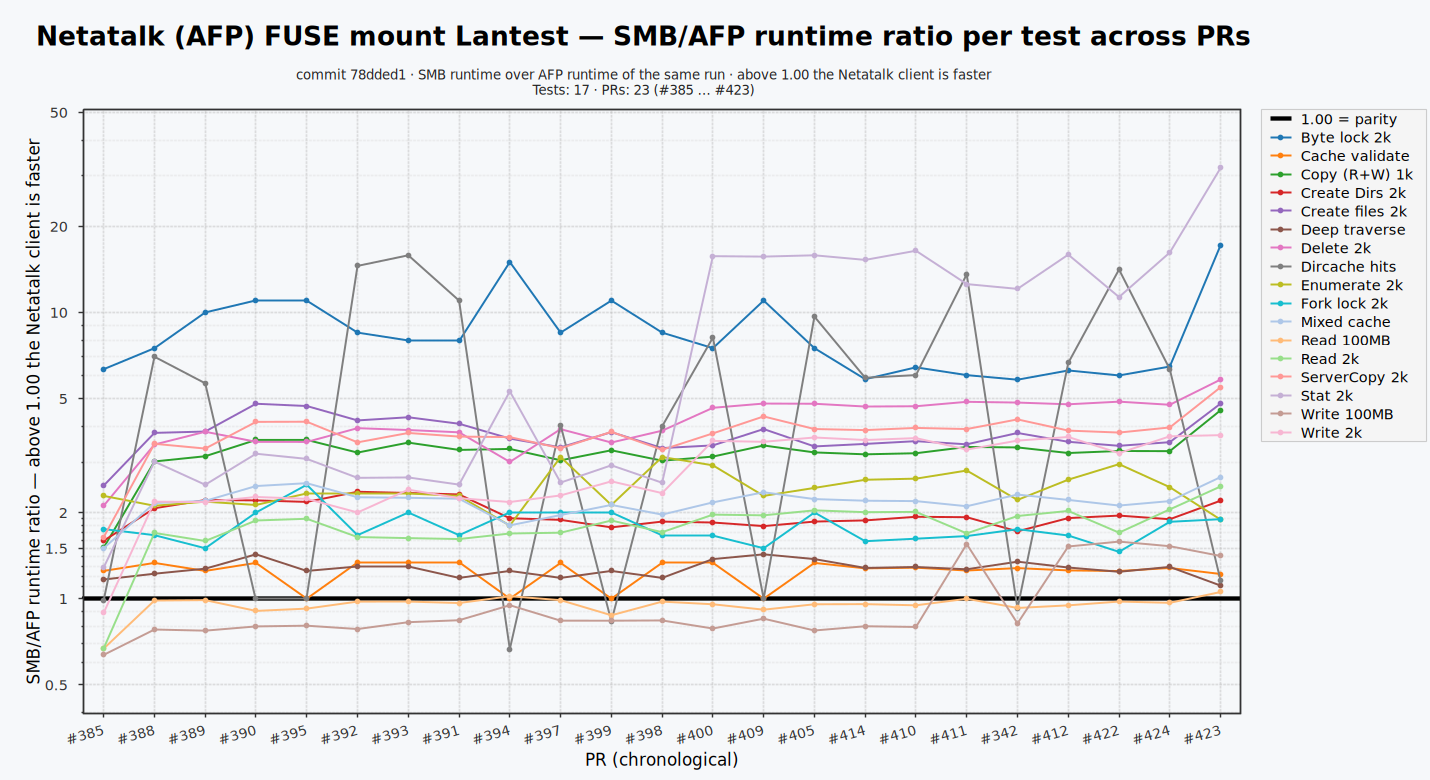 Netatalk (AFP) FUSE mount Lantest — SMB/AFP runtime ratio per test across PRs
commit 78dded1 · SMB runtime over AFP runtime of the same run · above 1.00 the Netatalk client is faster
Tests: 17 · PRs: 23 (#385 … #423)
SMB/AFP runtime ratio — above 1.00 the Netatalk client is faster
50
20
10
5
2
1.5
1
0.5
#385 #388 #389 #390 #395 #392 #393 #391 #394 #397 #399 #398 #400 #409 #405 #414 #410 #411 #342 #412 #422 #424 #423
PR (chronological)
1.00 = parity
Byte lock 2k
Cache validate
Copy (R+W) 1k
Create Dirs 2k
Create files 2k
Deep traverse
Delete 2k
Dircache hits
Enumerate 2k
Fork lock 2k
Mixed cache
Read 100MB
Read 2k
ServerCopy 2k
Stat 2k
Write 100MB
Write 2k